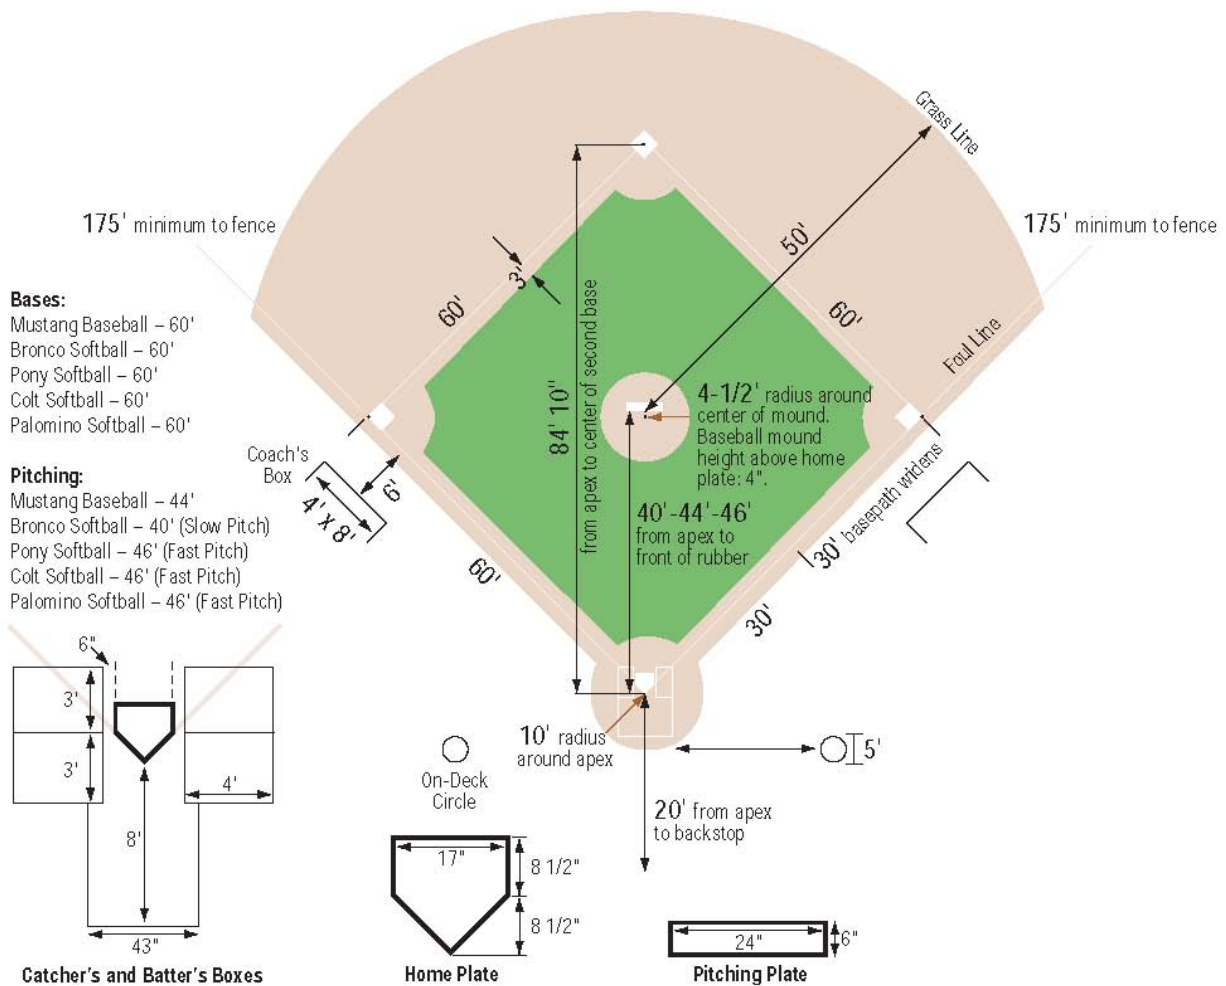 Grass Line
175' minimum to fence
175' minimum to fence
50'
3'
60'
60'
Foul Line
Bases:
Mustang Baseball – 60'
Bronco Softball – 60'
Pony Softball – 60'
Colt Softball – 60'
Palomino Softball – 60'
84' 10"
from apex to center of second base
4-1/2' radius around
center of mound.
Baseball mound
height above home
plate: 4".
Coach's
Box
4' x 8'
6'
30' basepath widens
Pitching:
Mustang Baseball – 44'
Bronco Softball – 40' (Slow Pitch)
Pony Softball – 46' (Fast Pitch)
Colt Softball – 46' (Fast Pitch)
Palomino Softball – 46' (Fast Pitch)
40'-44'-46'
from apex to
front of rubber
60'
30'
6"
3'
3'
4'
8'
43"
Catcher's and Batter's Boxes
10' radius
around apex
On-Deck
Circle
5'
20' from apex
to backstop
17"
8 1/2"
8 1/2"
Home Plate
24"
6"
Pitching Plate